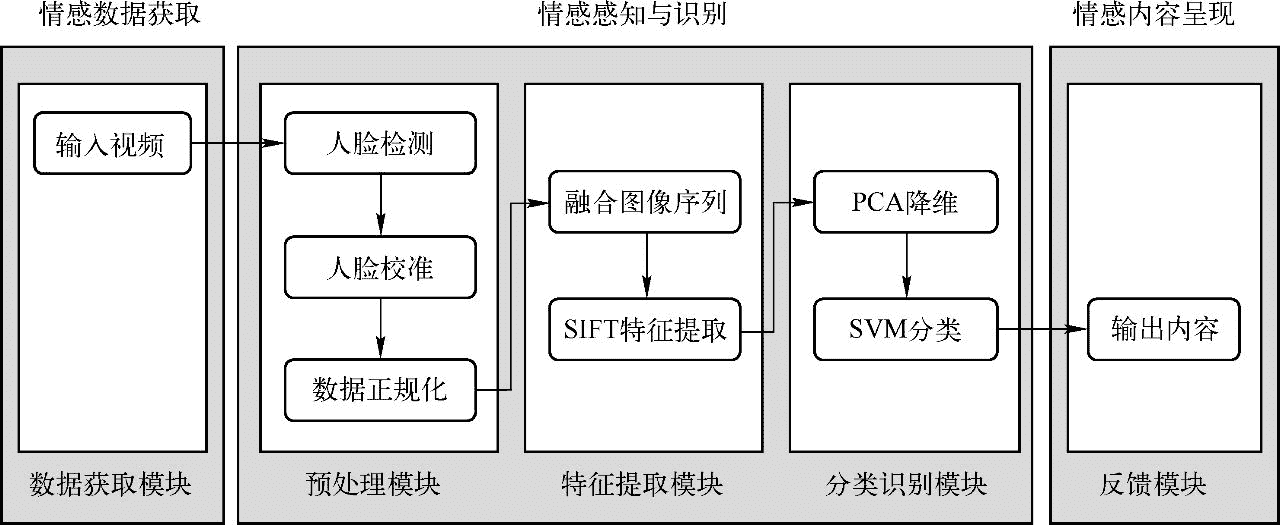 情感数据获取
情感感知与识别
情感内容呈现
输入视频
人脸检测
人脸校准
数据正规化
融合图像序列
SIFT特征提取
PCA降维
SVM分类
输出内容
数据获取模块
预处理模块
特征提取模块
分类识别模块
反馈模块